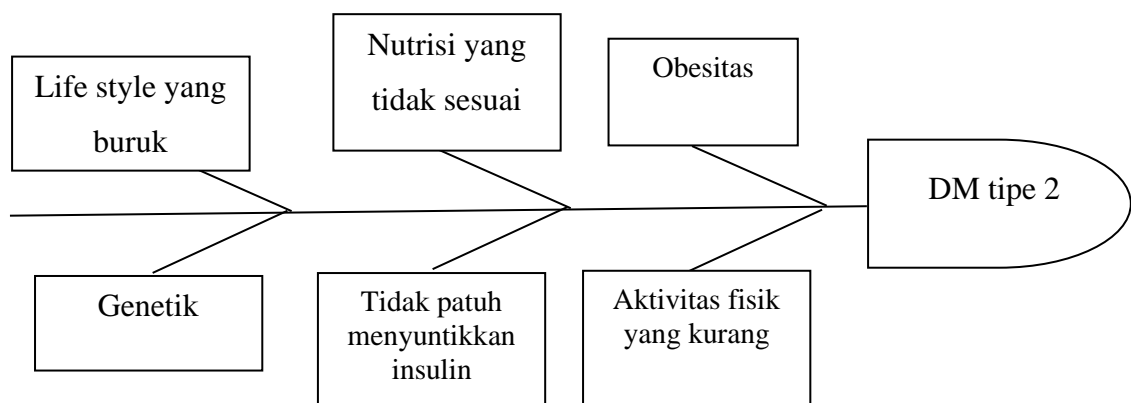 Life style yang
buruk
Nutrisi yang
tidak sesuai
Obesitas
DM tipe 2
Genetik
Tidak patuh
menyuntikkan
insulin
Aktivitas fisik
yang kurang